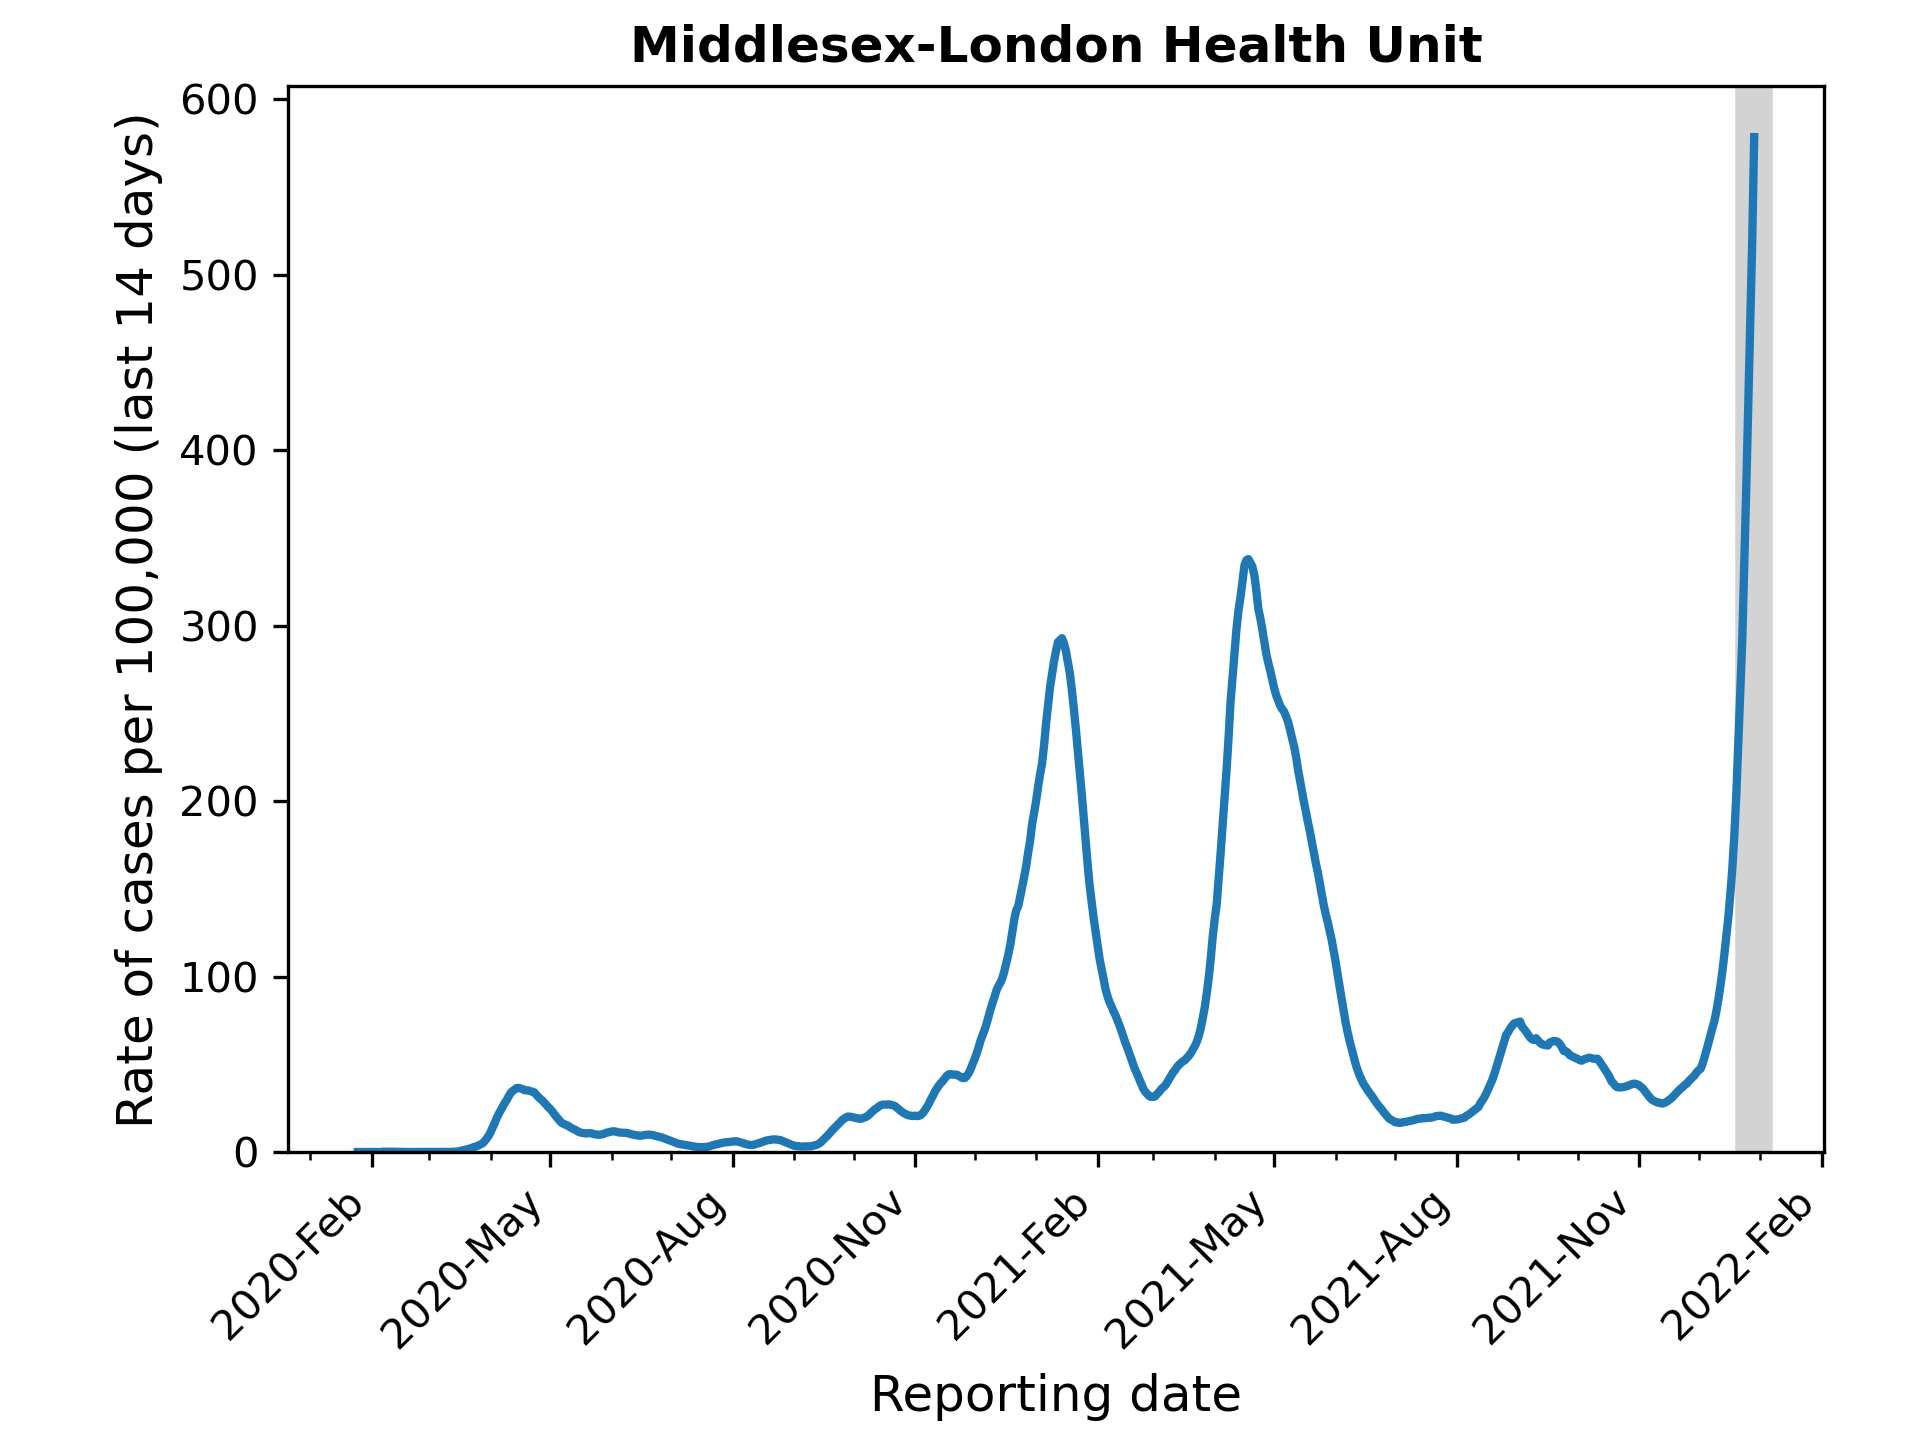 Middlesex-London Health Unit
Rate of cases per 100,000 (last 14 days)
600
500
400
300
200
100
0
2020-Feb
2020-May
2020-Aug
2020-Nov
2021-Feb
2021-May
2021-Aug
2021-Nov
2022-Feb
Reporting date